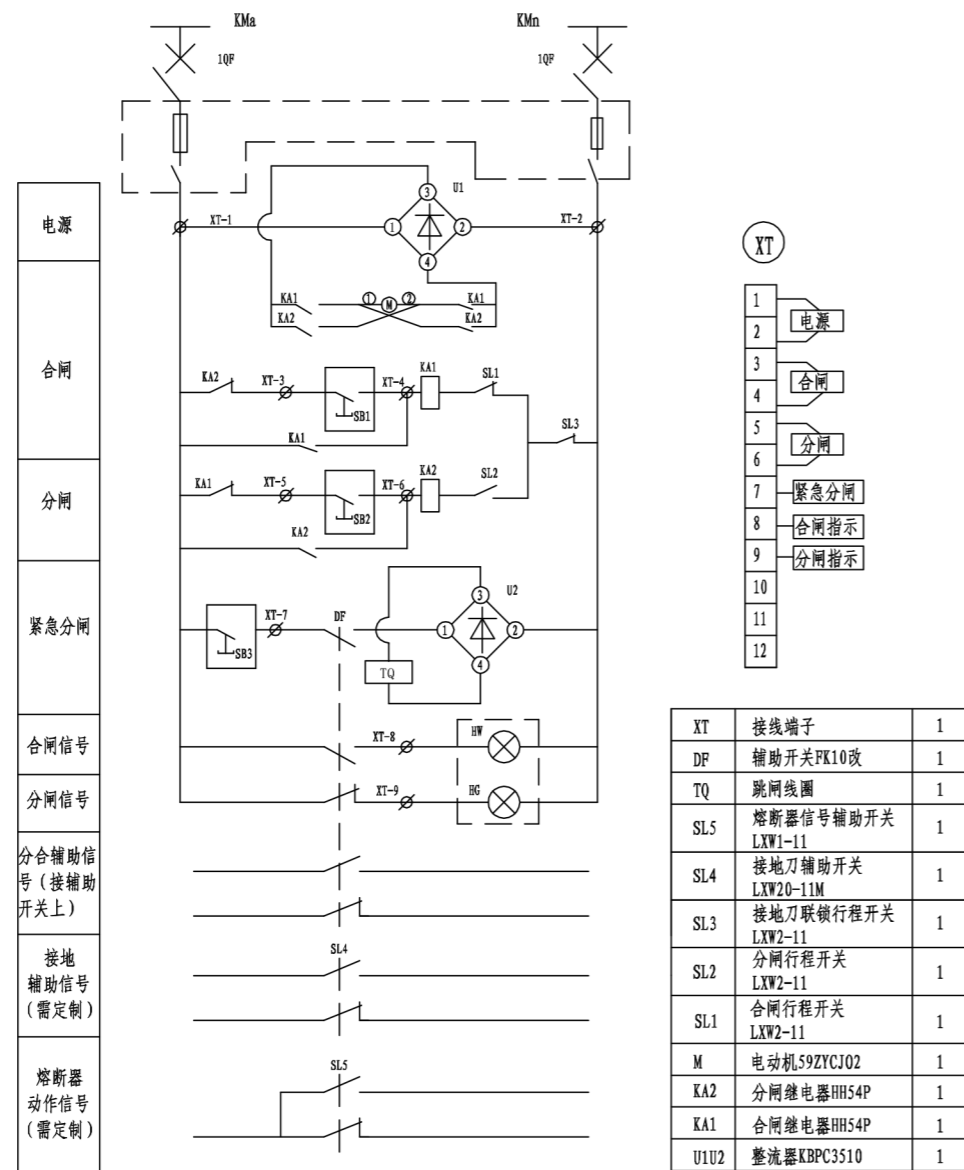 KMa
KMn
1QF
1QF
电源
合闸
分闸
紧急分闸
合闸信号
分闸信号
分合辅助信
号(接辅助
开关上)
接地
辅助信号
(需定制)
熔断器
动作信号
(需定制)
XT-1
3
U1
XT-2
1
2
4
KA1
1
M
2
KA1
KA2
KA2
KA2
XT-3
SB1
XT-4
KA1
SL1
KA1
SL3
KA1
XT-5
SB2
XT-6
KA2
SL2
KA2
SB3
XT-7
DF
3
U2
1
2
TQ
4
XT-8
HW
XT-9
HG
SL4
SL5
XT
1
2
电源
3
4
合闸
5
6
分闸
7 紧急分闸
8 合闸指示
9 分闸指示
10
11
12
XT 接线端子 1
DF 辅助开关FK10改 1
TQ 跳闸线圈 1
SL5 熔断器信号辅助开关 1
LXW1-11
SL4 接地刀辅助开关 1
LXW20-11M
SL3 接地刀联锁行程开关 1
LXW2-11
SL2 分闸行程开关 1
LXW2-11
SL1 合闸行程开关 1
LXW2-11
M 电动机59ZYCJ02 1
KA2 分闸继电器HH54P 1
KA1 合闸继电器HH54P 1
U1U2 整流器KBPC3510 1